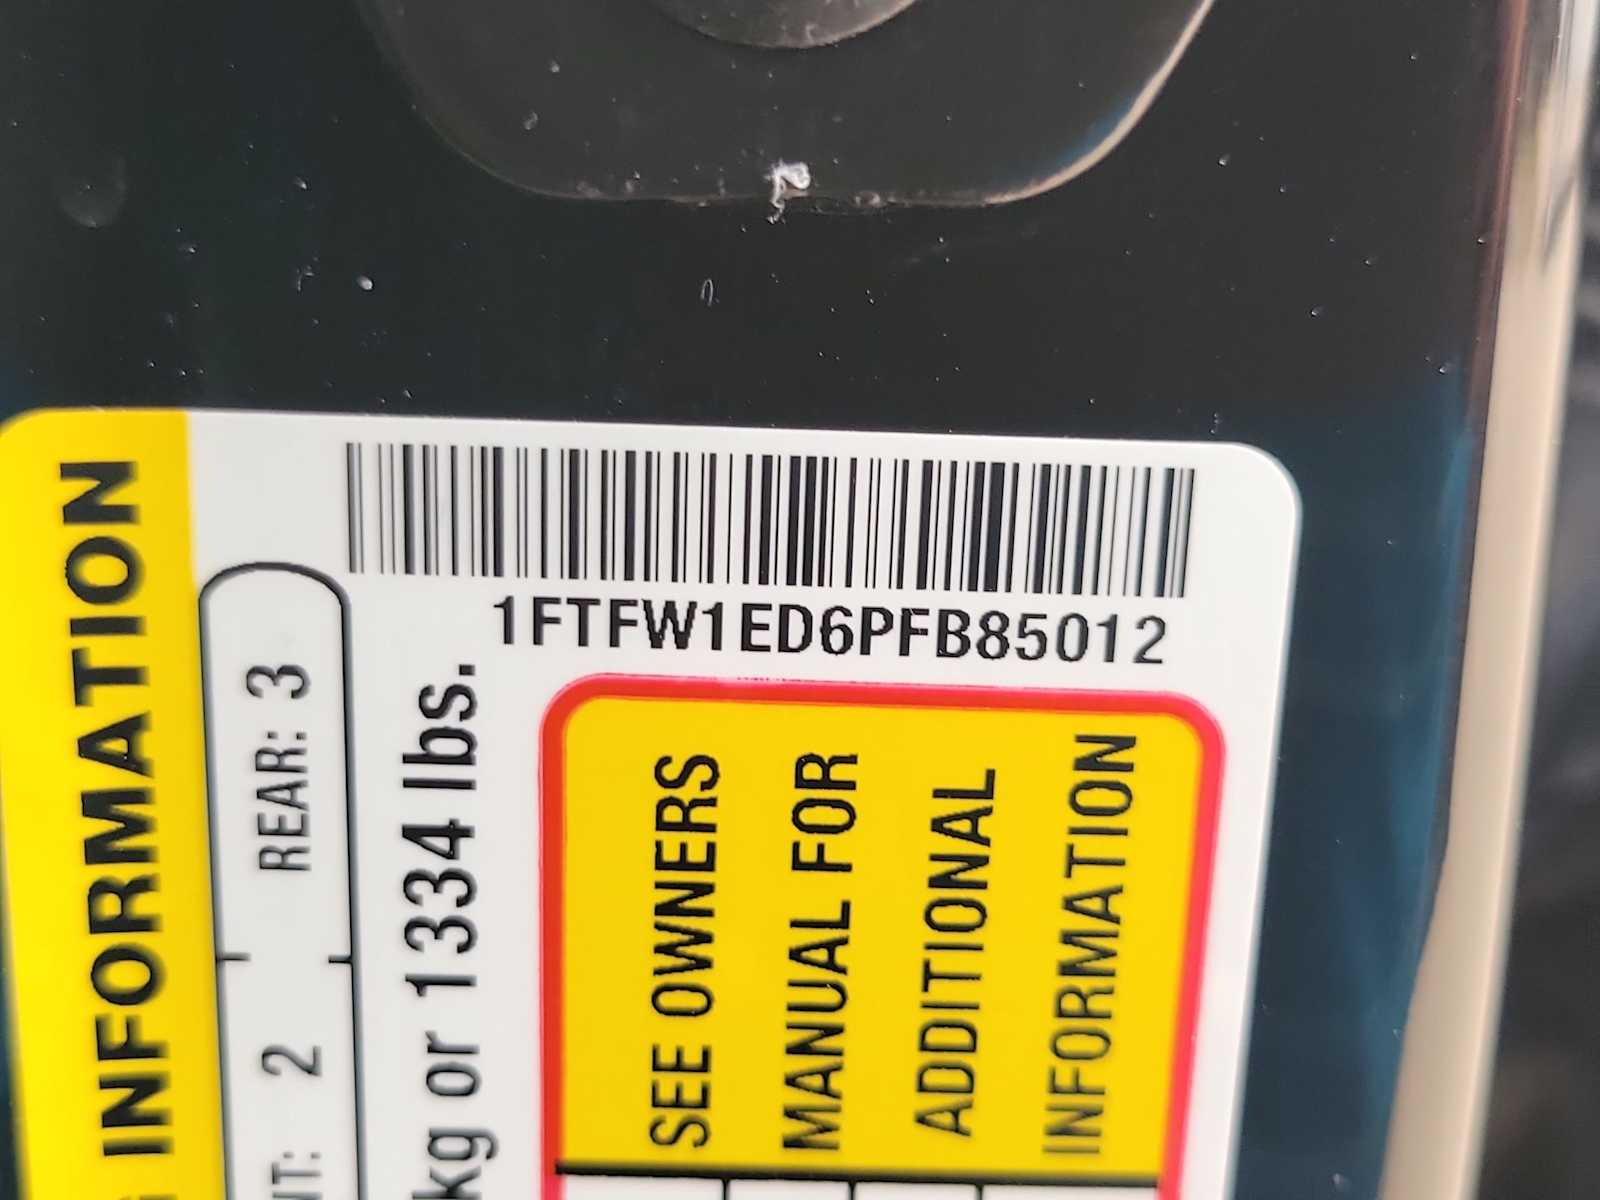 1FTFW1ED6PFB85012
INFORMATION
REAR: 3
2
kg or 1334 lbs.
SEE OWNERS
MANUAL FOR
ADDITIONAL
INFORMATION